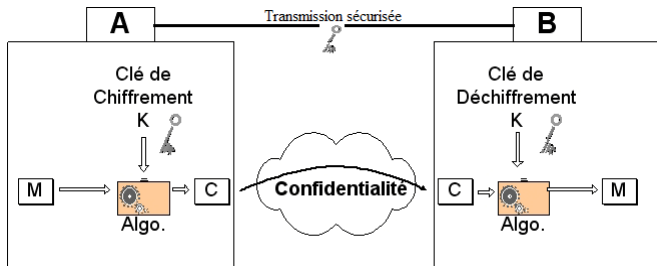 A
Transmission sécurisée
B
Clé de
Chiffrement
K
M
Algo.
C
Confidentialité
Clé de
Déchiffrement
K
C
Algo.
M